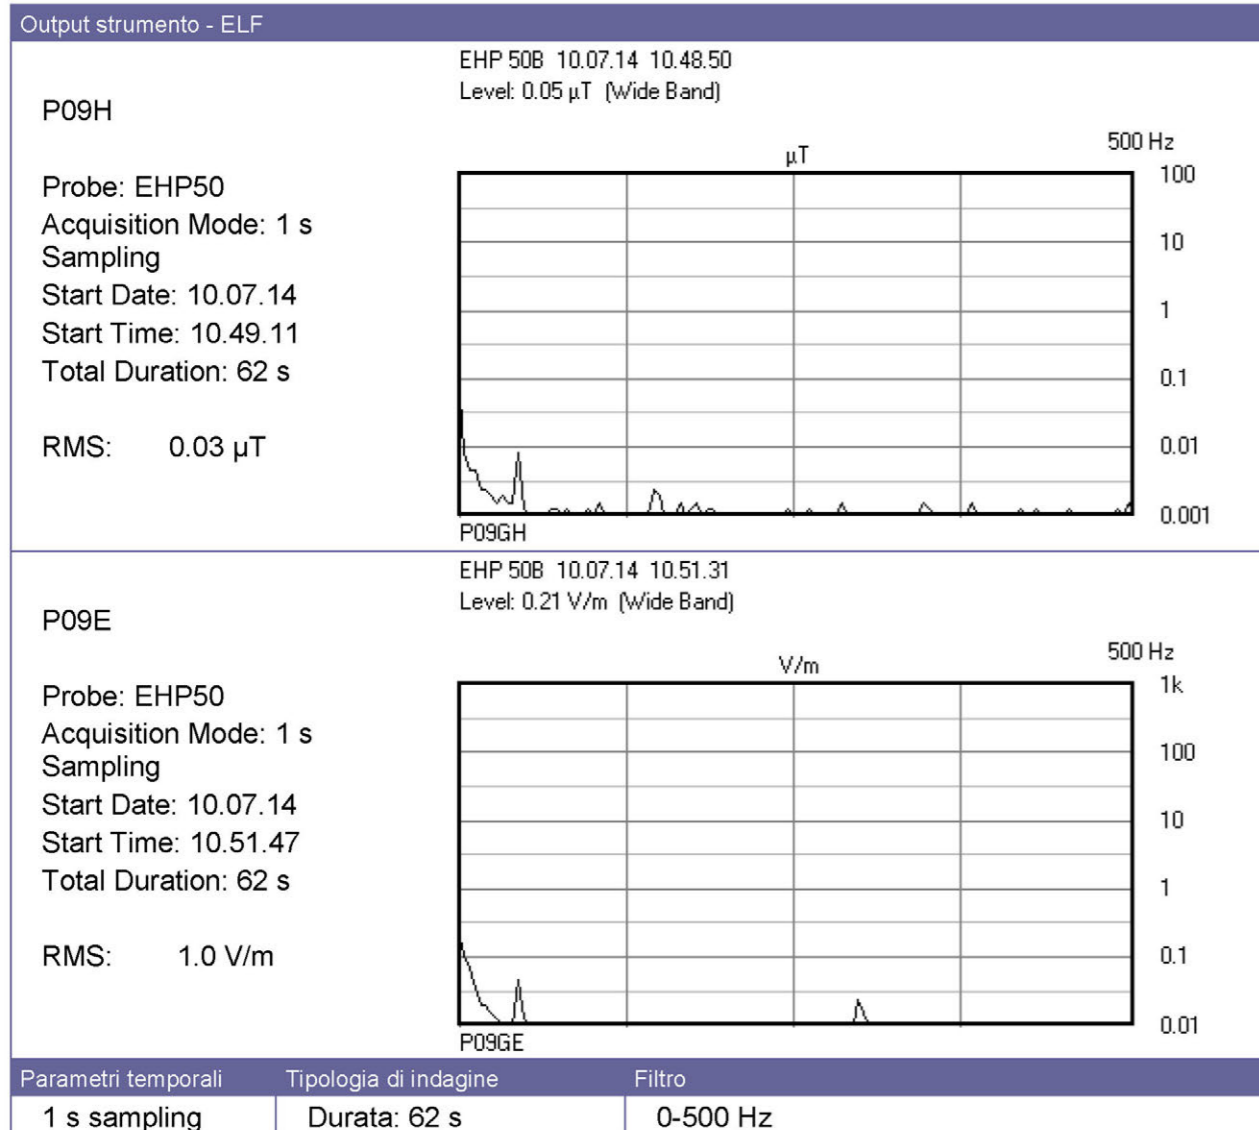 Output strumento - ELF
P09H
Probe: EHP50
Acquisition Mode: 1 s
Sampling
Start Date: 10.07.14
Start Time: 10.49.11
Total Duration: 62 s
RMS: 0.03 µT
EHP 50B 10.07.14 10.48.50
Level: 0.05 µT (Wide Band)
µT
500 Hz
100
10
1
0.1
0.01
0.001
P09GH
P09E
Probe: EHP50
Acquisition Mode: 1 s
Sampling
Start Date: 10.07.14
Start Time: 10.51.47
Total Duration: 62 s
RMS: 1.0 V/m
EHP 50B 10.07.14 10.51.31
Level: 0.21 V/m (Wide Band)
V/m
500 Hz
1k
100
10
1
0.1
0.01
P09GE
Parametri temporali Tipologia di indagine Filtro
1 s sampling Durata: 62 s 0-500 Hz